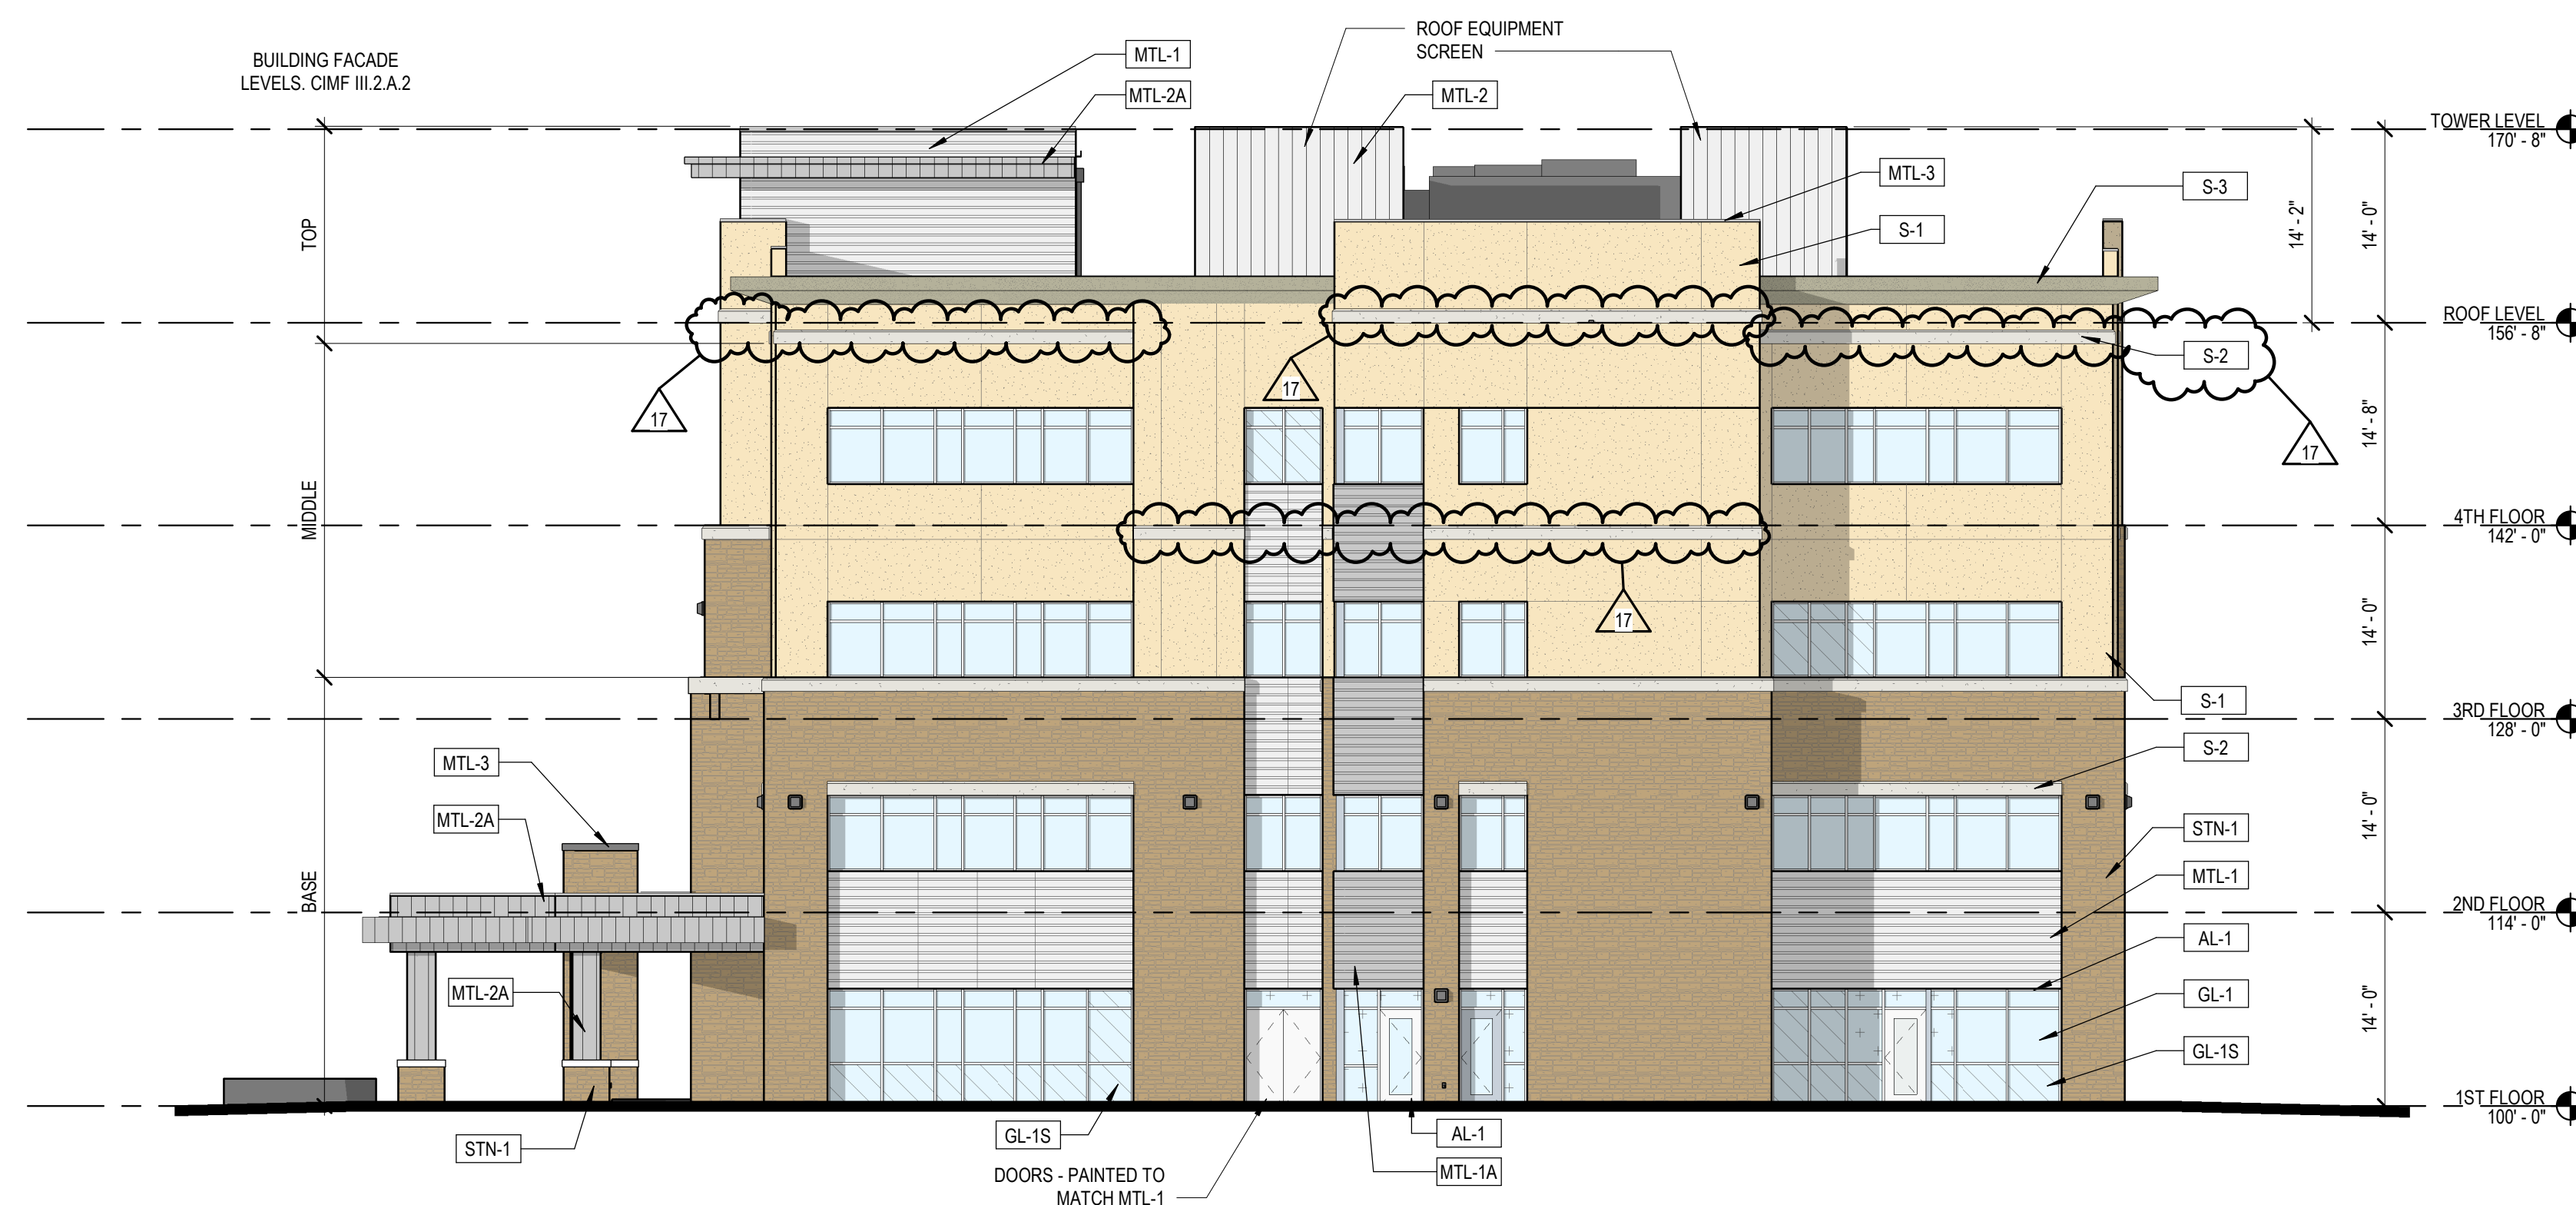 ROOF EQUIPMENT
SCREEN
BUILDING FACADE
LEVELS. CIMF III.2.A.2
MTL-1
MTL-2A
MTL-2
TOWER LEVEL
170' - 8"
MTL-3
S-3
S-1
TOP
14' - 2"
14' - 0"
ROOF LEVEL
156' - 8"
S-2
17
17
17
14' - 8"
MIDDLE
4TH FLOOR
142' - 0"
17
14' - 0"
S-1
3RD FLOOR
128' - 0"
S-2
MTL-3
MTL-2A
STN-1
14' - 0"
MTL-1
BASE
2ND FLOOR
114' - 0"
AL-1
MTL-2A
GL-1
14' - 0"
GL-1S
1ST FLOOR
100' - 0"
STN-1
GL-1S
AL-1
MTL-1A
DOORS - PAINTED TO
MATCH MTL-1